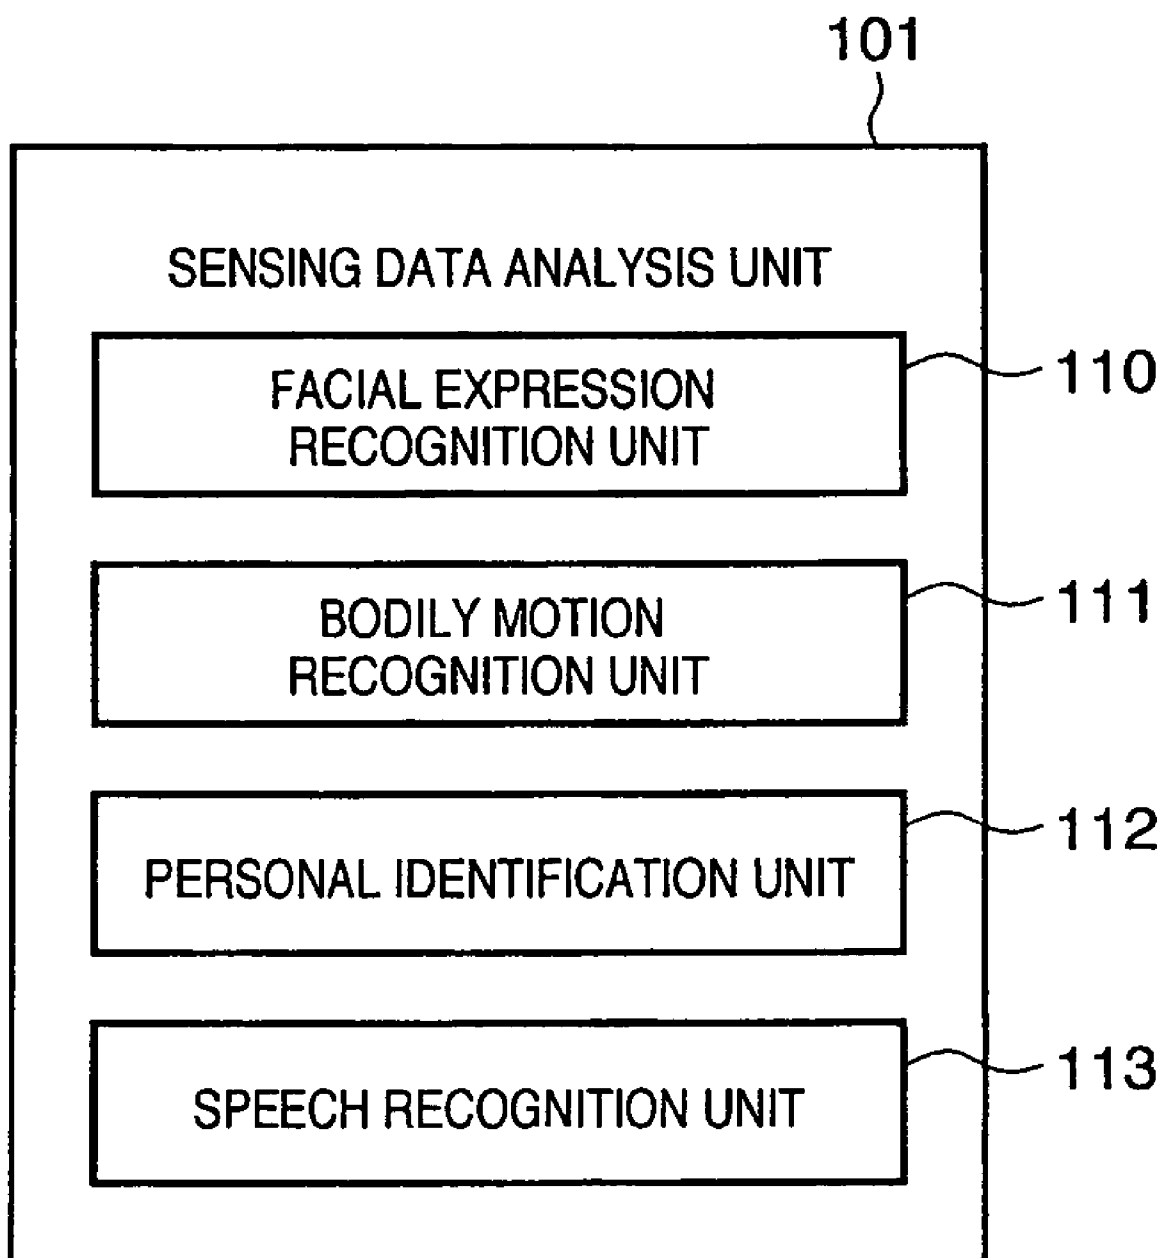 101
SENSING DATA ANALYSIS UNIT
FACIAL EXPRESSION
RECOGNITION UNIT
110
BODILY MOTION
RECOGNITION UNIT
111
PERSONAL IDENTIFICATION UNIT
112
SPEECH RECOGNITION UNIT
113